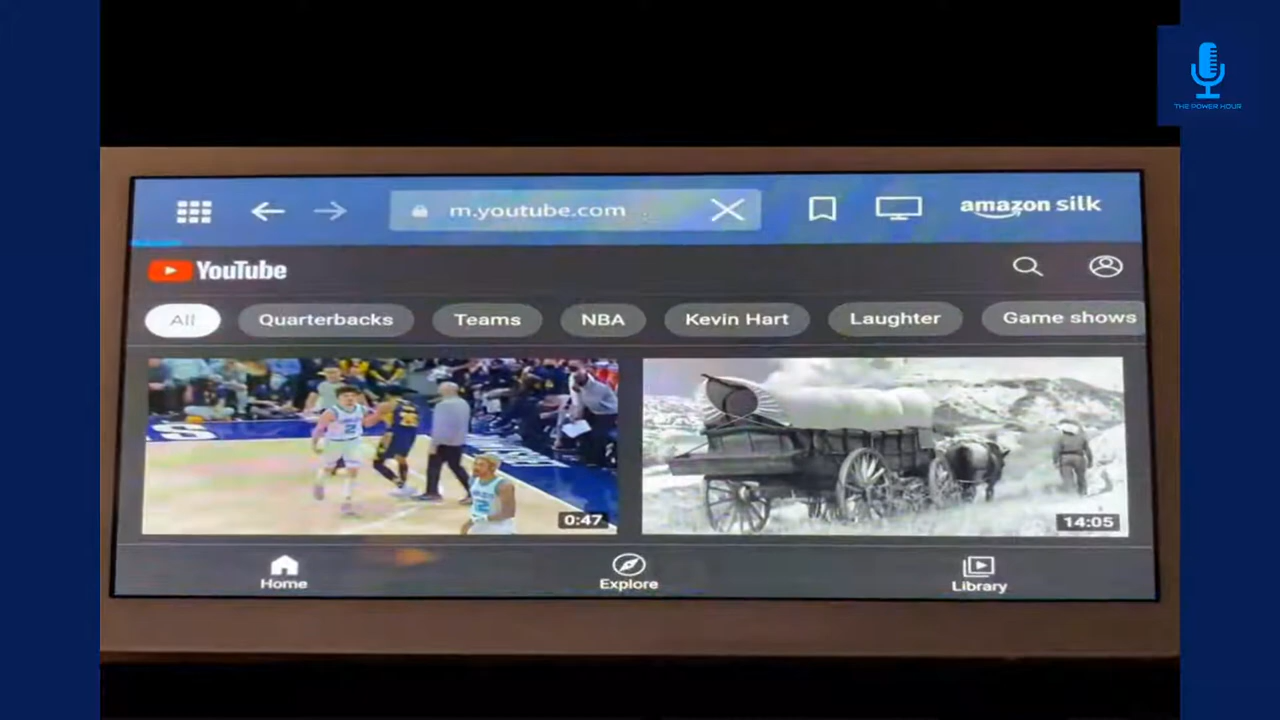 THE POWER HOUR
m.youtube.com
amazon silk
YouTube
All
Quarterbacks
Teams
NBA
Kevin Hart
Laughter
Game shows
0:47
14:05
Home
Explore
Library